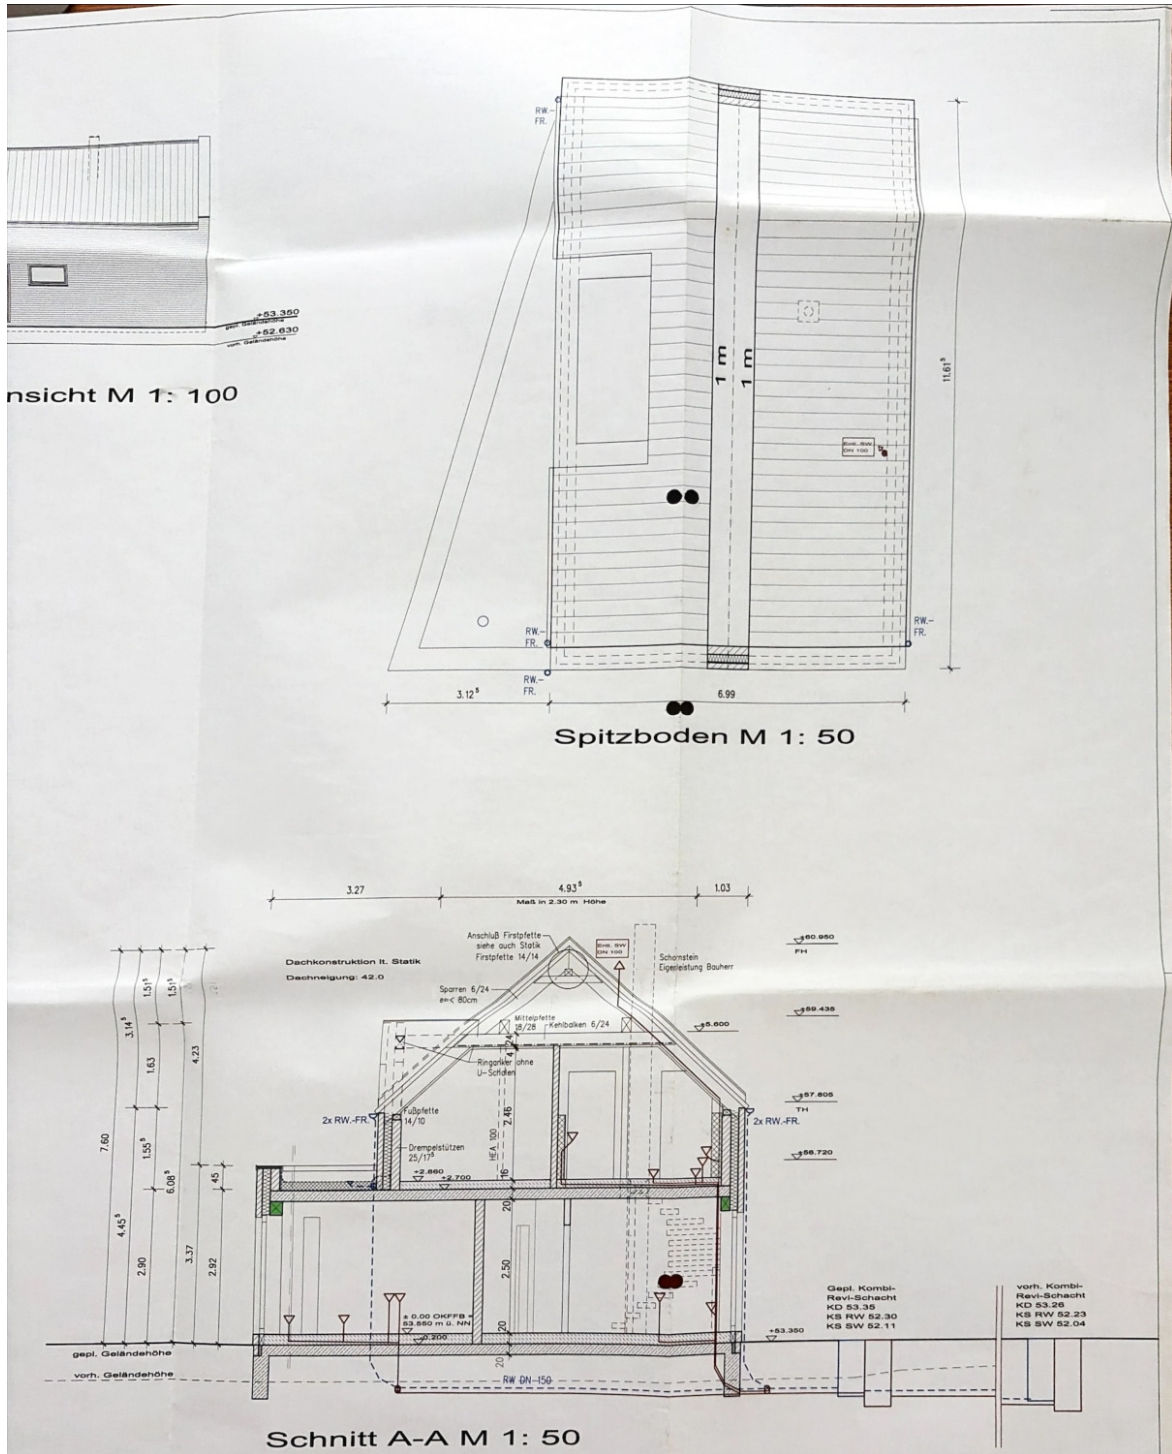 RW.-
FR.
+53.350
gepl. Geländehöhe
+52.630
vorh. Geländehöhe
nsicht M 1: 100
1 m
1 m
11.61⁵
Entl. SW
DN 100
RW.-
FR.
RW.-
FR.
RW.-
FR.
3.12⁵
6.99
Spitzboden M 1: 50
3.27
4.93⁵
1.03
Maß in 2.30 m Höhe
Dachkonstruktion lt. Statik
Dachneigung: 42.0
Anschluß Firstpfette
siehe auch Statik
Firstpfette 14/14
Entl. SW
DN 100
Schornstein
Eigenleistung Bauherr
+60.950
FH
Sparren 6/24
e=< 80cm
Mittelpfette
18/28
Kehlbalken 6/24
+5.600
+59.435
Ringanker ohne
U-Schalen
24
4
1.51⁵
1.51⁵
3.14⁵
1.63
4.23
7.60
1.55⁵
6.08⁵
45
4.45⁵
2.90
3.37
2.92
2x RW.-FR.
Fußpfette
14/10
Drempelstützen
25/17⁵
HEA 100
2.46
16
+2.860
+2.700
20
2x RW.-FR.
+57.805
TH
+56.720
2.50
20
± 0.00 OKFFB =
53.550 m ü. NN
-0.200
20
+53.350
Gepl. Kombi-
Revi-Schacht
KD 53.35
KS RW 52.30
KS SW 52.11
vorh. Kombi-
Revi-Schacht
KD 53.26
KS RW 52.23
KS SW 52.04
gepl. Geländehöhe
vorh. Geländehöhe
RW DN-150
Schnitt A-A M 1: 50